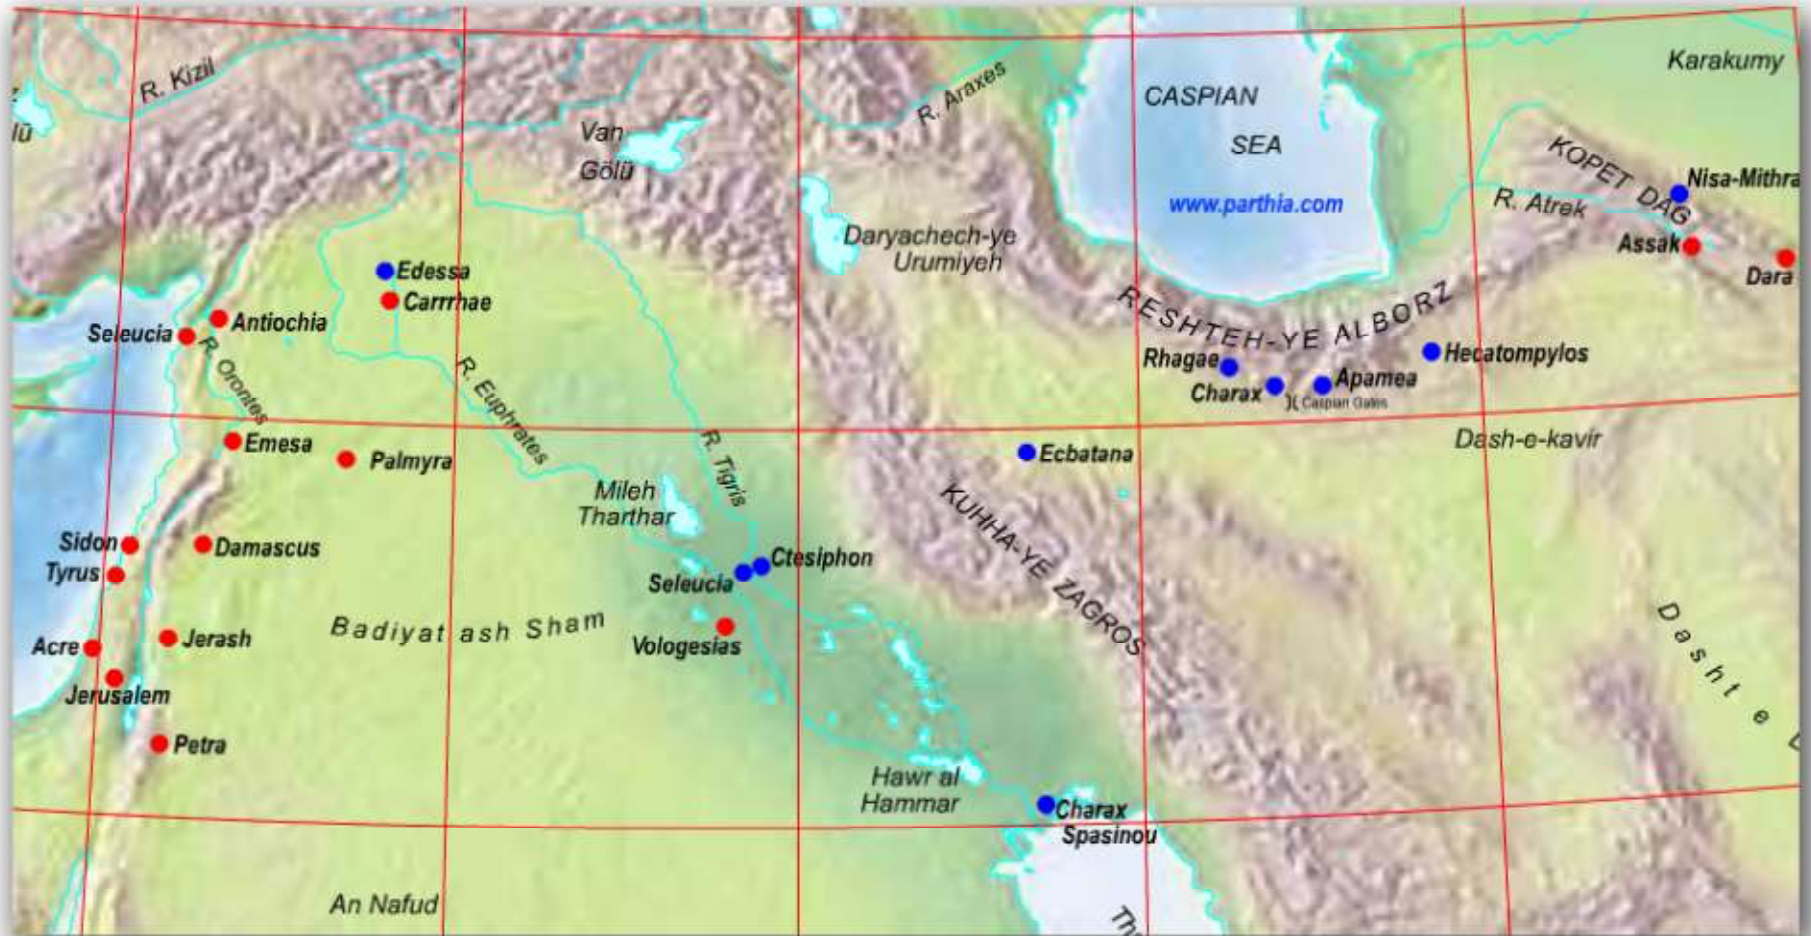 Karakumy
R. Kizil
CASPIAN
R. Araxes
Van
lü
SEA
Gölü
KOPET DAG
Nisa-Mithra
R. Atrek
www.parthia.com
Daryachech-ye
Urumiyeh
Assak
Dara
Edessa
Carrrhae
RESHTEH-YE ALBORZ
Antiochia
Seleucia
R. Orontes
R. Euphrates
Rhagae
Hecatompylos
Apamea
Charax
)( Caspian Gates
Emesa
Palmyra
R. Tigris
Ecbatana
Dash-e-kavir
Mileh
Tharthar
KUHHA-YE ZAGROS
Sidon
Damascus
Tyrus
Ctesiphon
Seleucia
Badiyat ash Sham
Acre
Jerash
Vologesias
Dasht e
Jerusalem
Petra
Hawr al
Hammar
Charax
Spasinou
An Nafud